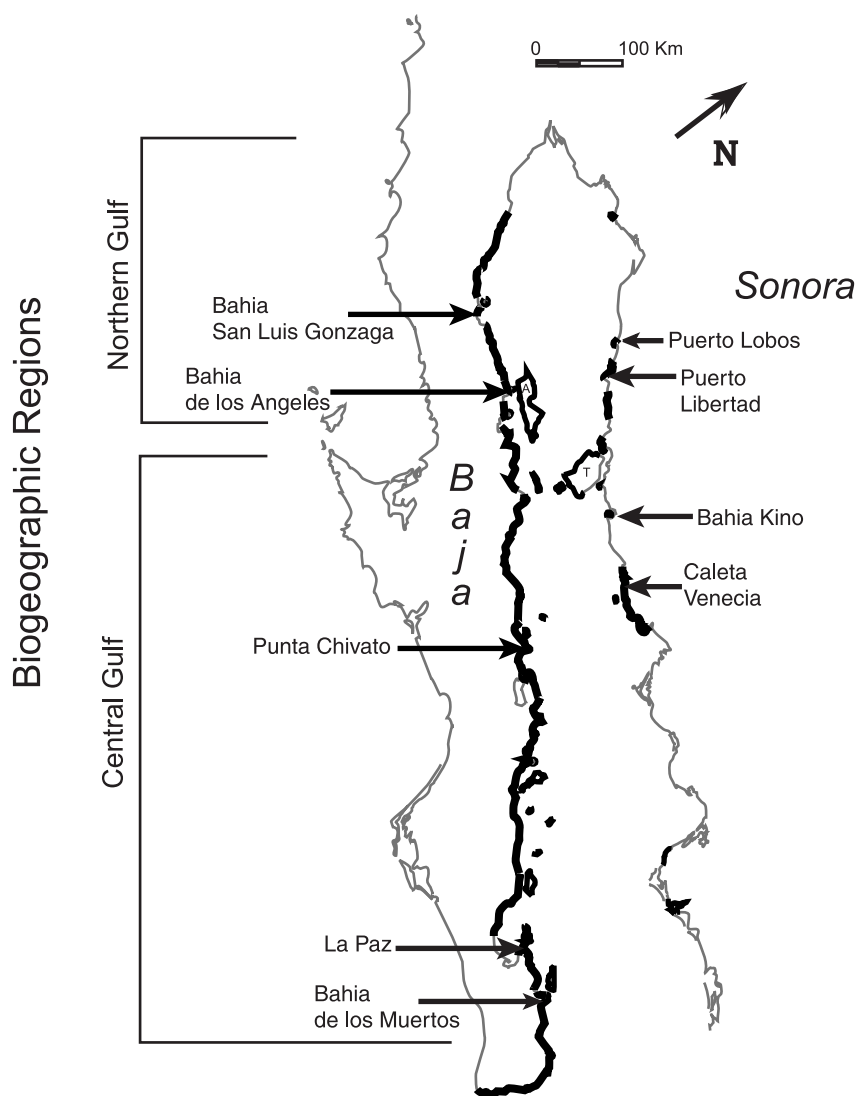 0 100 Km
N
Biogeographic Regions
Northern Gulf
Central Gulf
Sonora
Bahia
San Luis Gonzaga
Bahia
de los Angeles
A
Puerto Lobos
Puerto
Libertad
T
B
a
j
a
Bahia Kino
Caleta
Venecia
Punta Chivato
La Paz
Bahia
de los Muertos